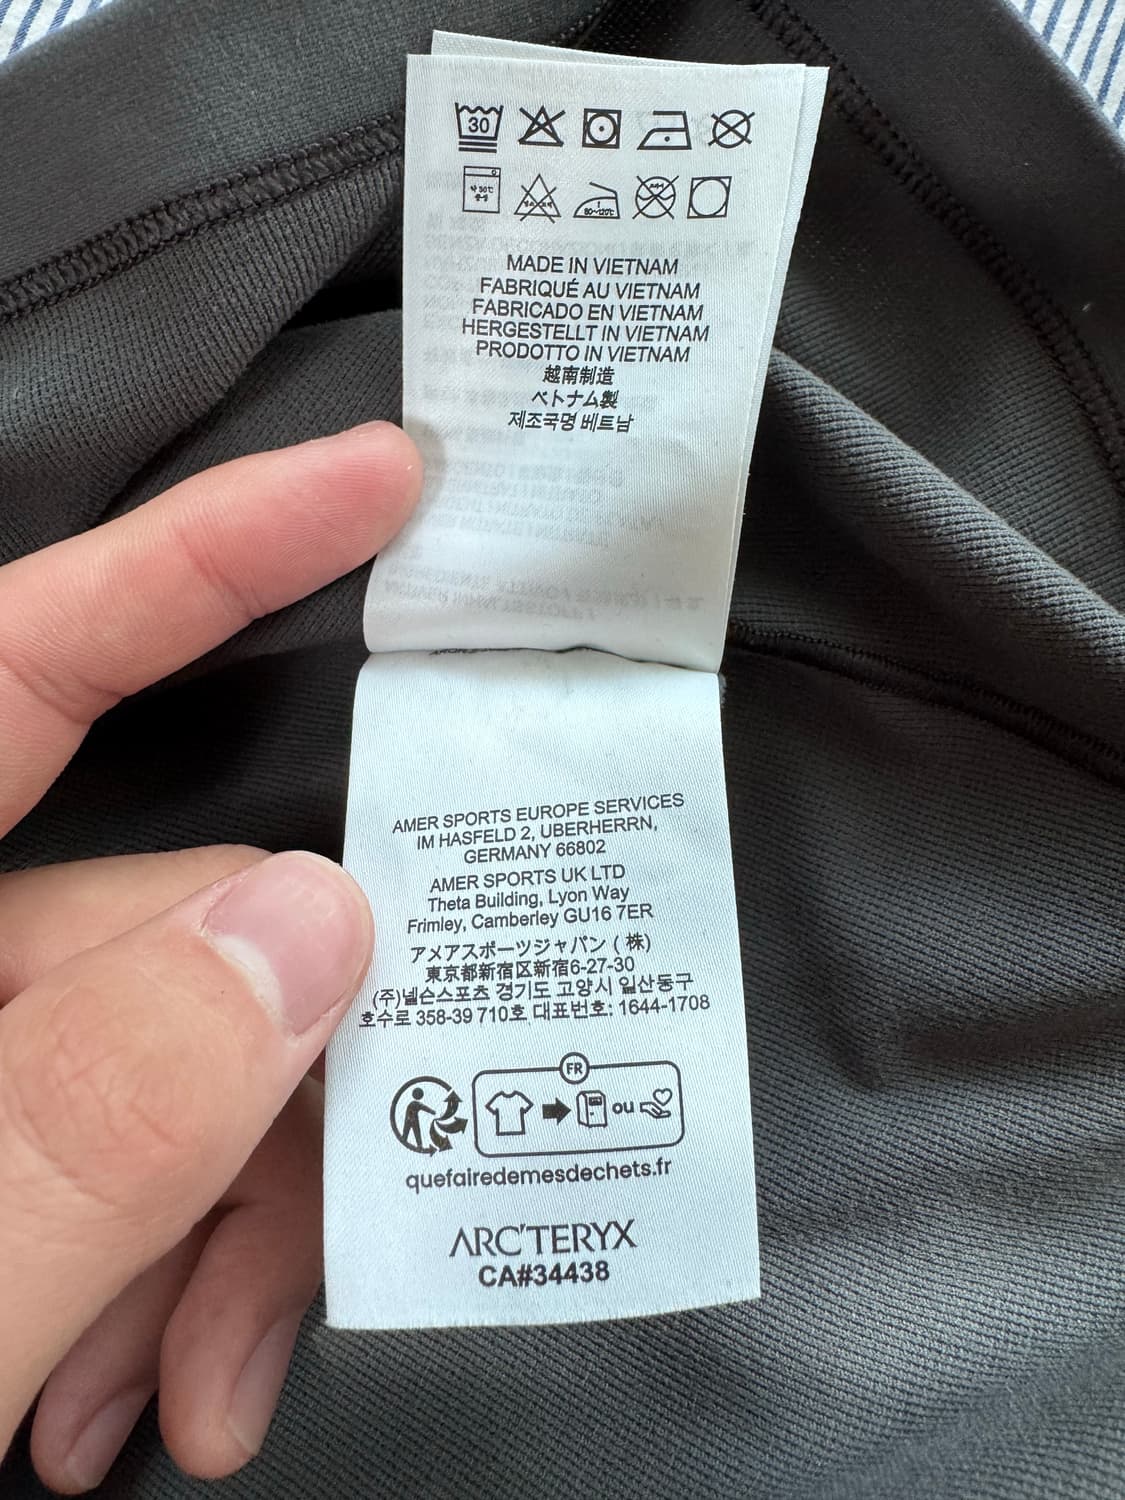 30
약 30℃
중성
80~120℃
MADE IN VIETNAM
FABRIQUÉ AU VIETNAM
FABRICADO EN VIETNAM
HERGESTELLT IN VIETNAM
PRODOTTO IN VIETNAM
越南制造
ベトナム製
제조국명 베트남
AMER SPORTS EUROPE SERVICES
IM HASFELD 2, UBERHERRN,
GERMANY 66802
AMER SPORTS UK LTD
Theta Building, Lyon Way
Frimley, Camberley GU16 7ER
アメアスポーツジャパン (株)
東京都新宿区新宿6-27-30
(주)넬슨스포츠 경기도 고양시 일산동구
호수로 358-39 710호 대표번호: 1644-1708
FR
ou
quefairedemesdechets.fr
ARC'TERYX
CA#34438